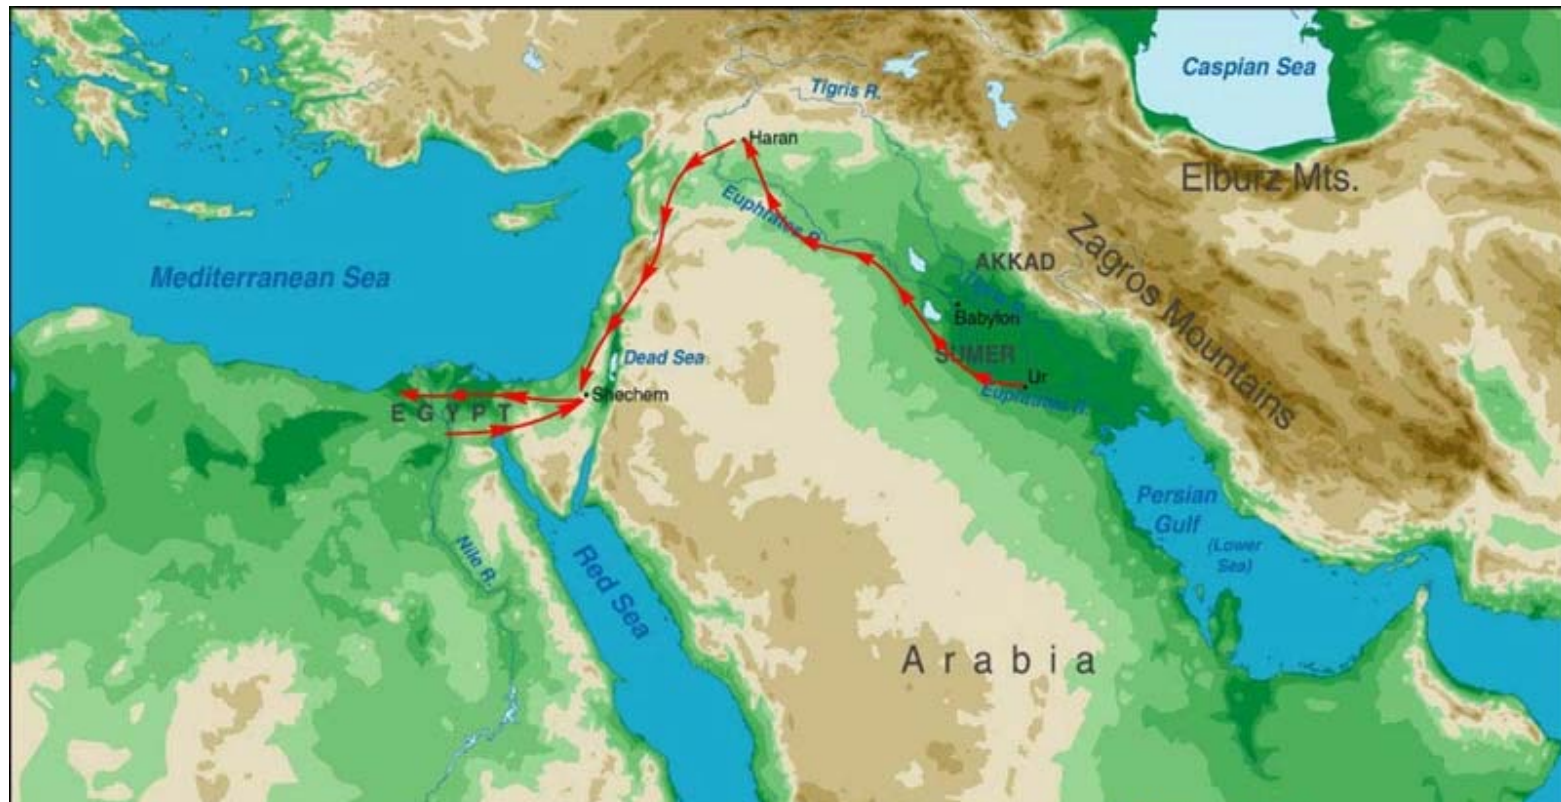 Caspian Sea
Tigris R.
Haran
Elburz Mts.
Euphrates R.
Zagros Mountains
AKKAD
Mediterranean Sea
Babylon
SUMER
Dead Sea
Ur
Euphrates R.
Shechem
EGYPT
Persian
Gulf
(Lower
Sea)
Nile R.
Red Sea
Arabia